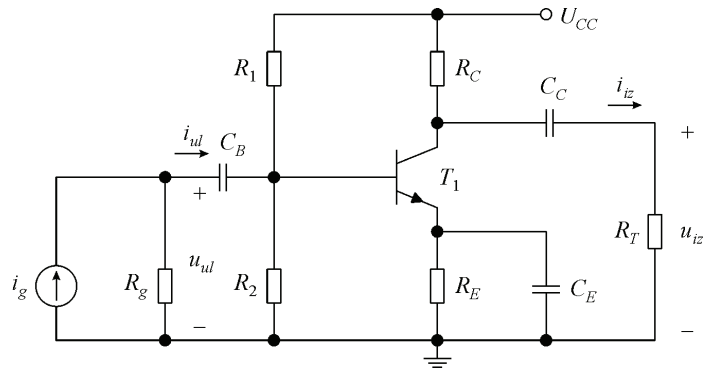 U_CC
R_1
R_C
C_C
i_iz
i_ul
C_B
+
T_1
+
i_g
R_g
u_ul
R_2
R_E
C_E
R_T
u_iz
−
−